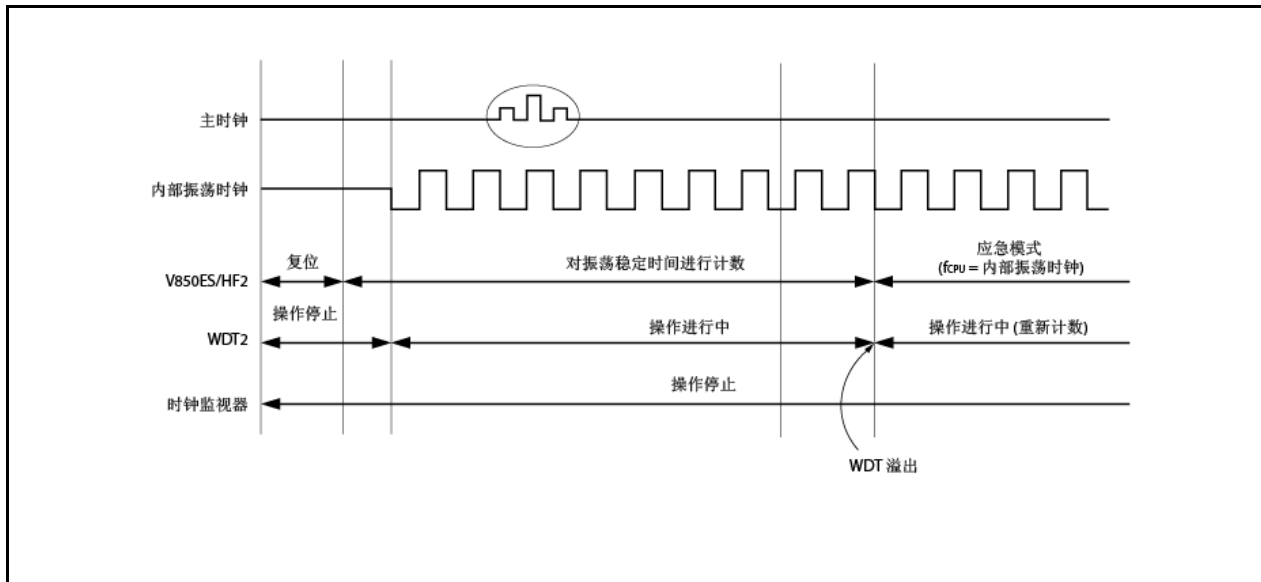 主时钟
内部振荡时钟
复位
对振荡稳定时间进行计数
应急模式
(fCPU = 内部振荡时钟)
V850ES/HF2
操作停止
操作进行中
操作进行中 (重新计数)
WDT2
操作停止
时钟监视器
WDT 溢出